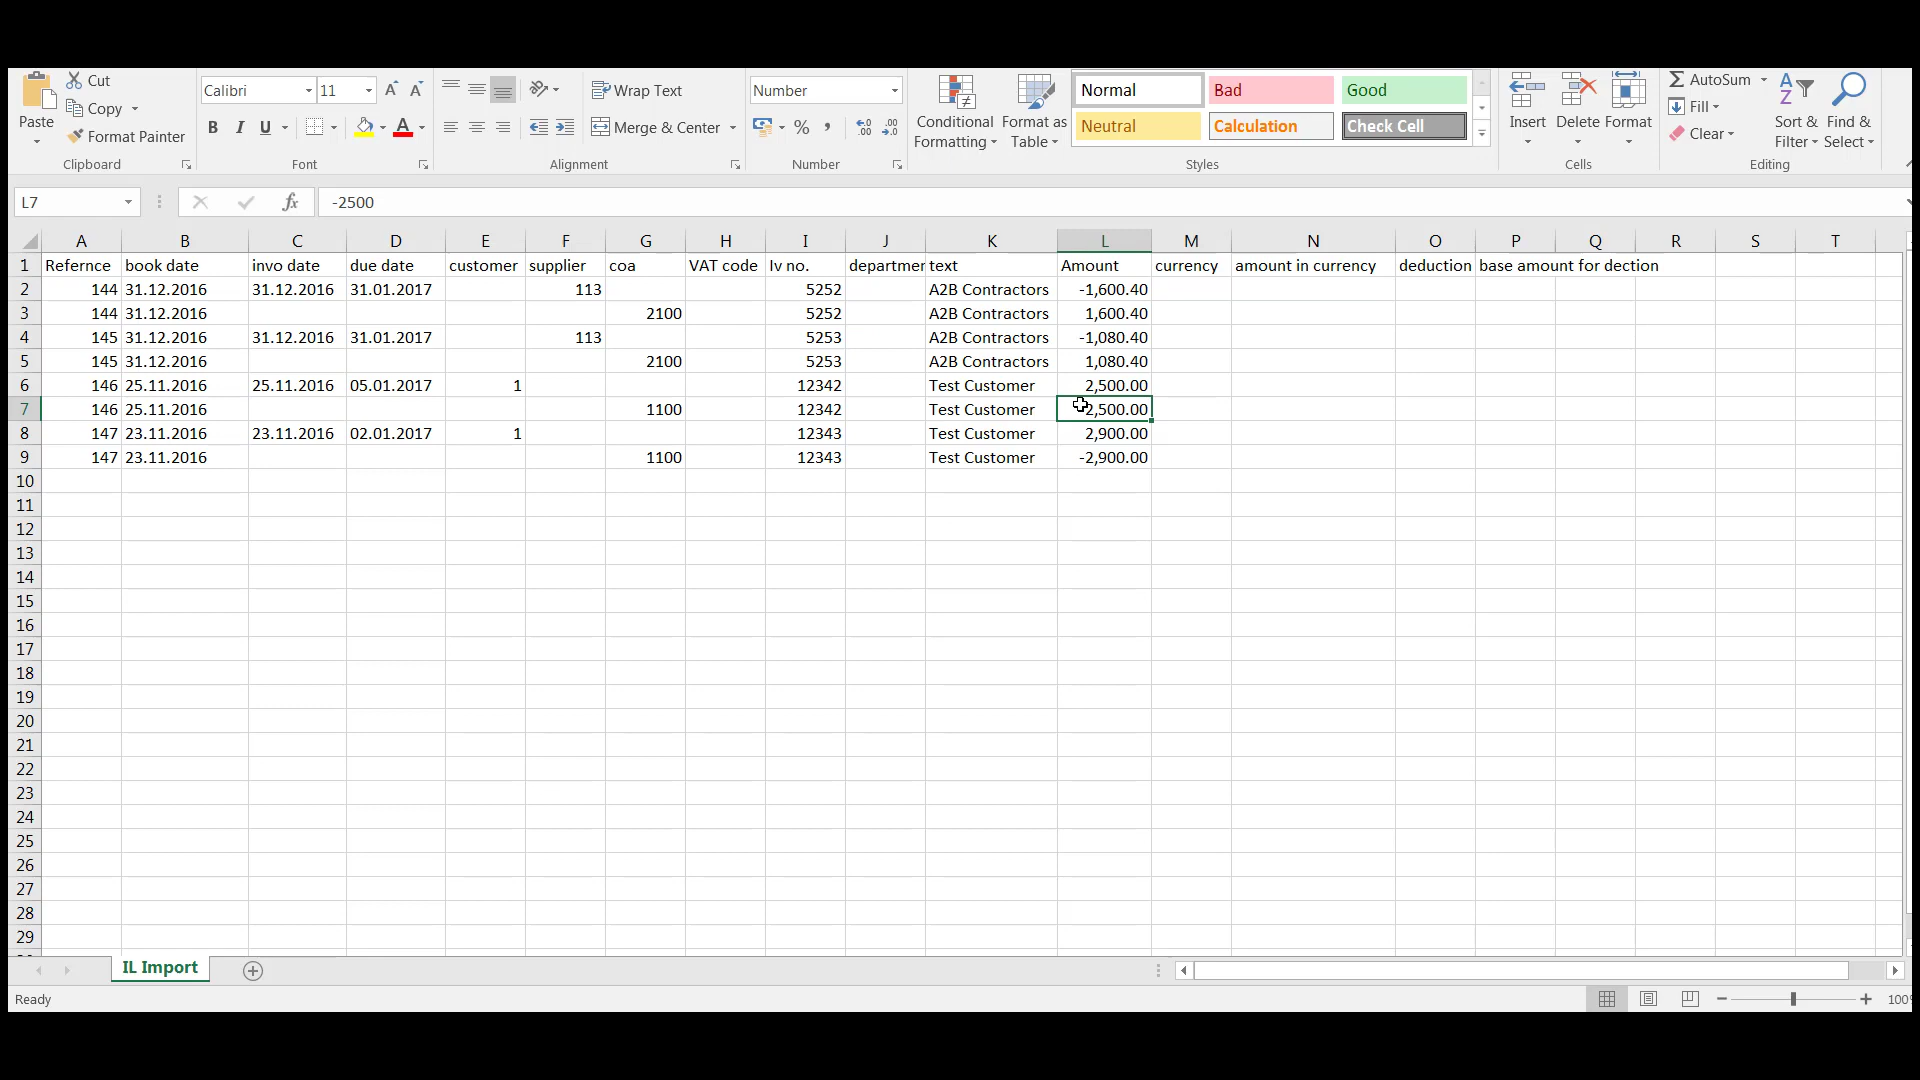 Paste
Cut
Copy
Format Painter
Clipboard
Calibri 11
B I U
Font
Wrap Text
Merge & Center
Alignment
Number
% ,
Number
Conditional Formatting
Format as Table
Normal Bad Good
Neutral Calculation Check Cell
Styles
Insert Delete Format
Cells
AutoSum
Fill
Clear
Sort & Filter
Find & Select
Editing
L7 fx -2500
A B C D E F G H I J K L M N O P Q R S T
1 Refernce book date invo date due date customer supplier coa VAT code Iv no. departmer text Amount currency amount in currency deduction base amount for dection
2 144 31.12.2016 31.12.2016 31.01.2017 113 5252 A2B Contractors -1,600.40
3 144 31.12.2016 2100 5252 A2B Contractors 1,600.40
4 145 31.12.2016 31.12.2016 31.01.2017 113 5253 A2B Contractors -1,080.40
5 145 31.12.2016 2100 5253 A2B Contractors 1,080.40
6 146 25.11.2016 25.11.2016 05.01.2017 1 12342 Test Customer 2,500.00
7 146 25.11.2016 1100 12342 Test Customer 2,500.00
8 147 23.11.2016 23.11.2016 02.01.2017 1 12343 Test Customer 2,900.00
9 147 23.11.2016 1100 12343 Test Customer -2,900.00
10
11
12
13
14
15
16
17
18
19
20
21
22
23
24
25
26
27
28
29
IL Import
Ready 100%